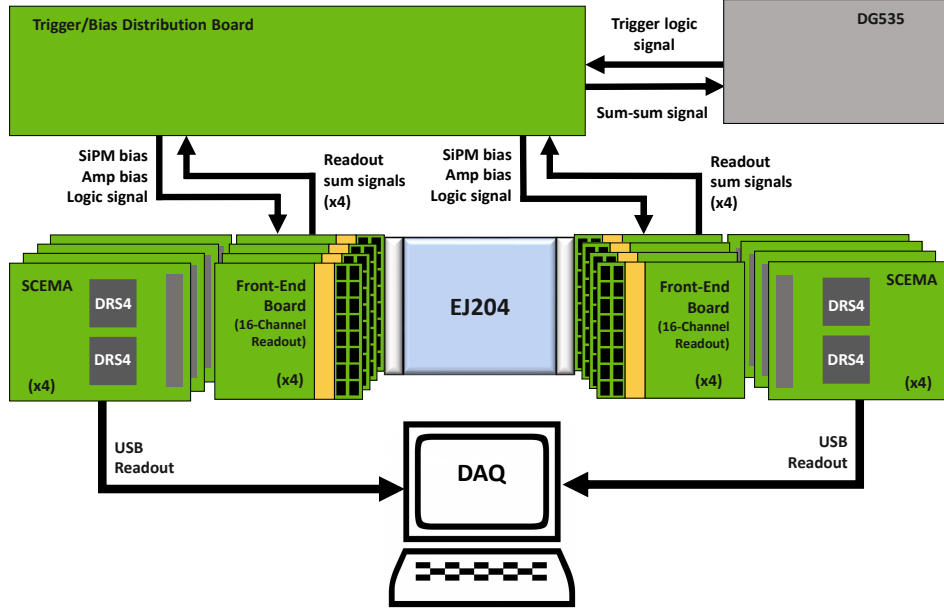 Trigger/Bias Distribution Board
DG535
Trigger logic
signal
Sum-sum signal
SiPM bias
Amp bias
Logic signal
Readout
sum signals
(x4)
SiPM bias
Amp bias
Logic signal
Readout
sum signals
(x4)
SCEMA
DRS4
DRS4
(x4)
Front-End
Board
(16-Channel
Readout)
(x4)
EJ204
Front-End
Board
(16-Channel
Readout)
(x4)
SCEMA
DRS4
DRS4
(x4)
USB
Readout
DAQ
USB
Readout